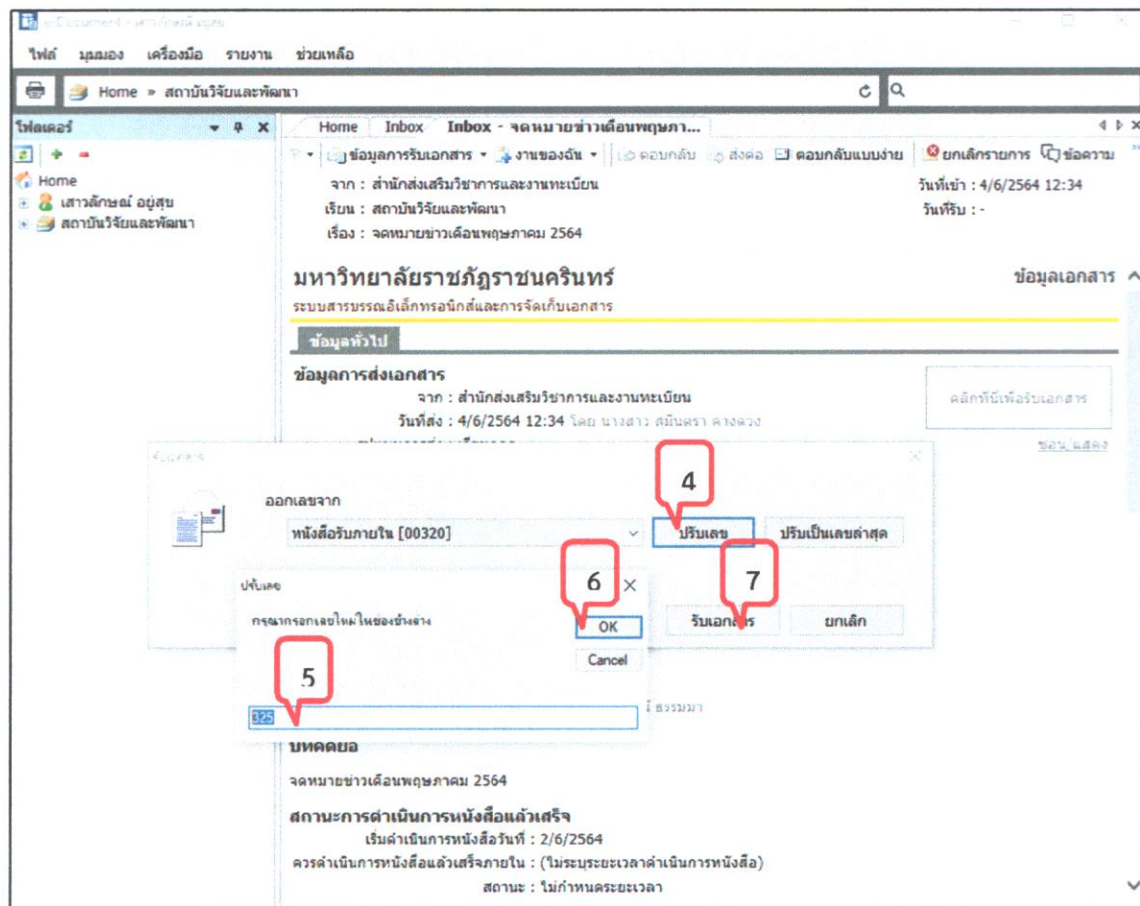 e-Document - เสาวลักษณ์ อยู่สุข
ไฟล์ มุมมอง เครื่องมือ รายงาน ช่วยเหลือ
Home » สถาบันวิจัยและพัฒนา
โฟลเดอร์
Home
เสาวลักษณ์ อยู่สุข
สถาบันวิจัยและพัฒนา
Home Inbox Inbox - จดหมายข่าวเดือนพฤษภา...
ข้อมูลการรับเอกสาร งานของฉัน ตอบกลับ ส่งต่อ ตอบกลับแบบง่าย ยกเลิกรายการ ข้อความ
จาก : สำนักส่งเสริมวิชาการและงานทะเบียน วันที่เข้า : 4/6/2564 12:34
เรียน : สถาบันวิจัยและพัฒนา วันที่รับ : -
เรื่อง : จดหมายข่าวเดือนพฤษภาคม 2564
มหาวิทยาลัยราชภัฏราชนครินทร์ ข้อมูลเอกสาร
ระบบสารบรรณอิเล็กทรอนิกส์และการจัดเก็บเอกสาร
ข้อมูลทั่วไป
ข้อมูลการส่งเอกสาร
จาก : สำนักส่งเสริมวิชาการและงานทะเบียน คลิกที่นี่เพื่อรับเอกสาร
วันที่ส่ง : 4/6/2564 12:34 โดย นางสาว สมินตรา คางดวง
ซ่อน/แสดง
รับเอกสาร
4
ออกเลขจาก
หนังสือรับภายใน [00320] ปรับเลข ปรับเป็นเลขล่าสุด
6 7
ปรับเลข
กรุณากรอกเลขใหม่ในช่องข้างล่าง OK รับเอกสาร ยกเลิก
Cancel
5
325
ธรรมมา
บทคัดย่อ
จดหมายข่าวเดือนพฤษภาคม 2564
สถานะการดำเนินการหนังสือแล้วเสร็จ
เริ่มดำเนินการหนังสือวันที่ : 2/6/2564
ควรดำเนินการหนังสือแล้วเสร็จภายใน : (ไม่ระบุระยะเวลาดำเนินการหนังสือ)
สถานะ : ไม่กำหนดระยะเวลา